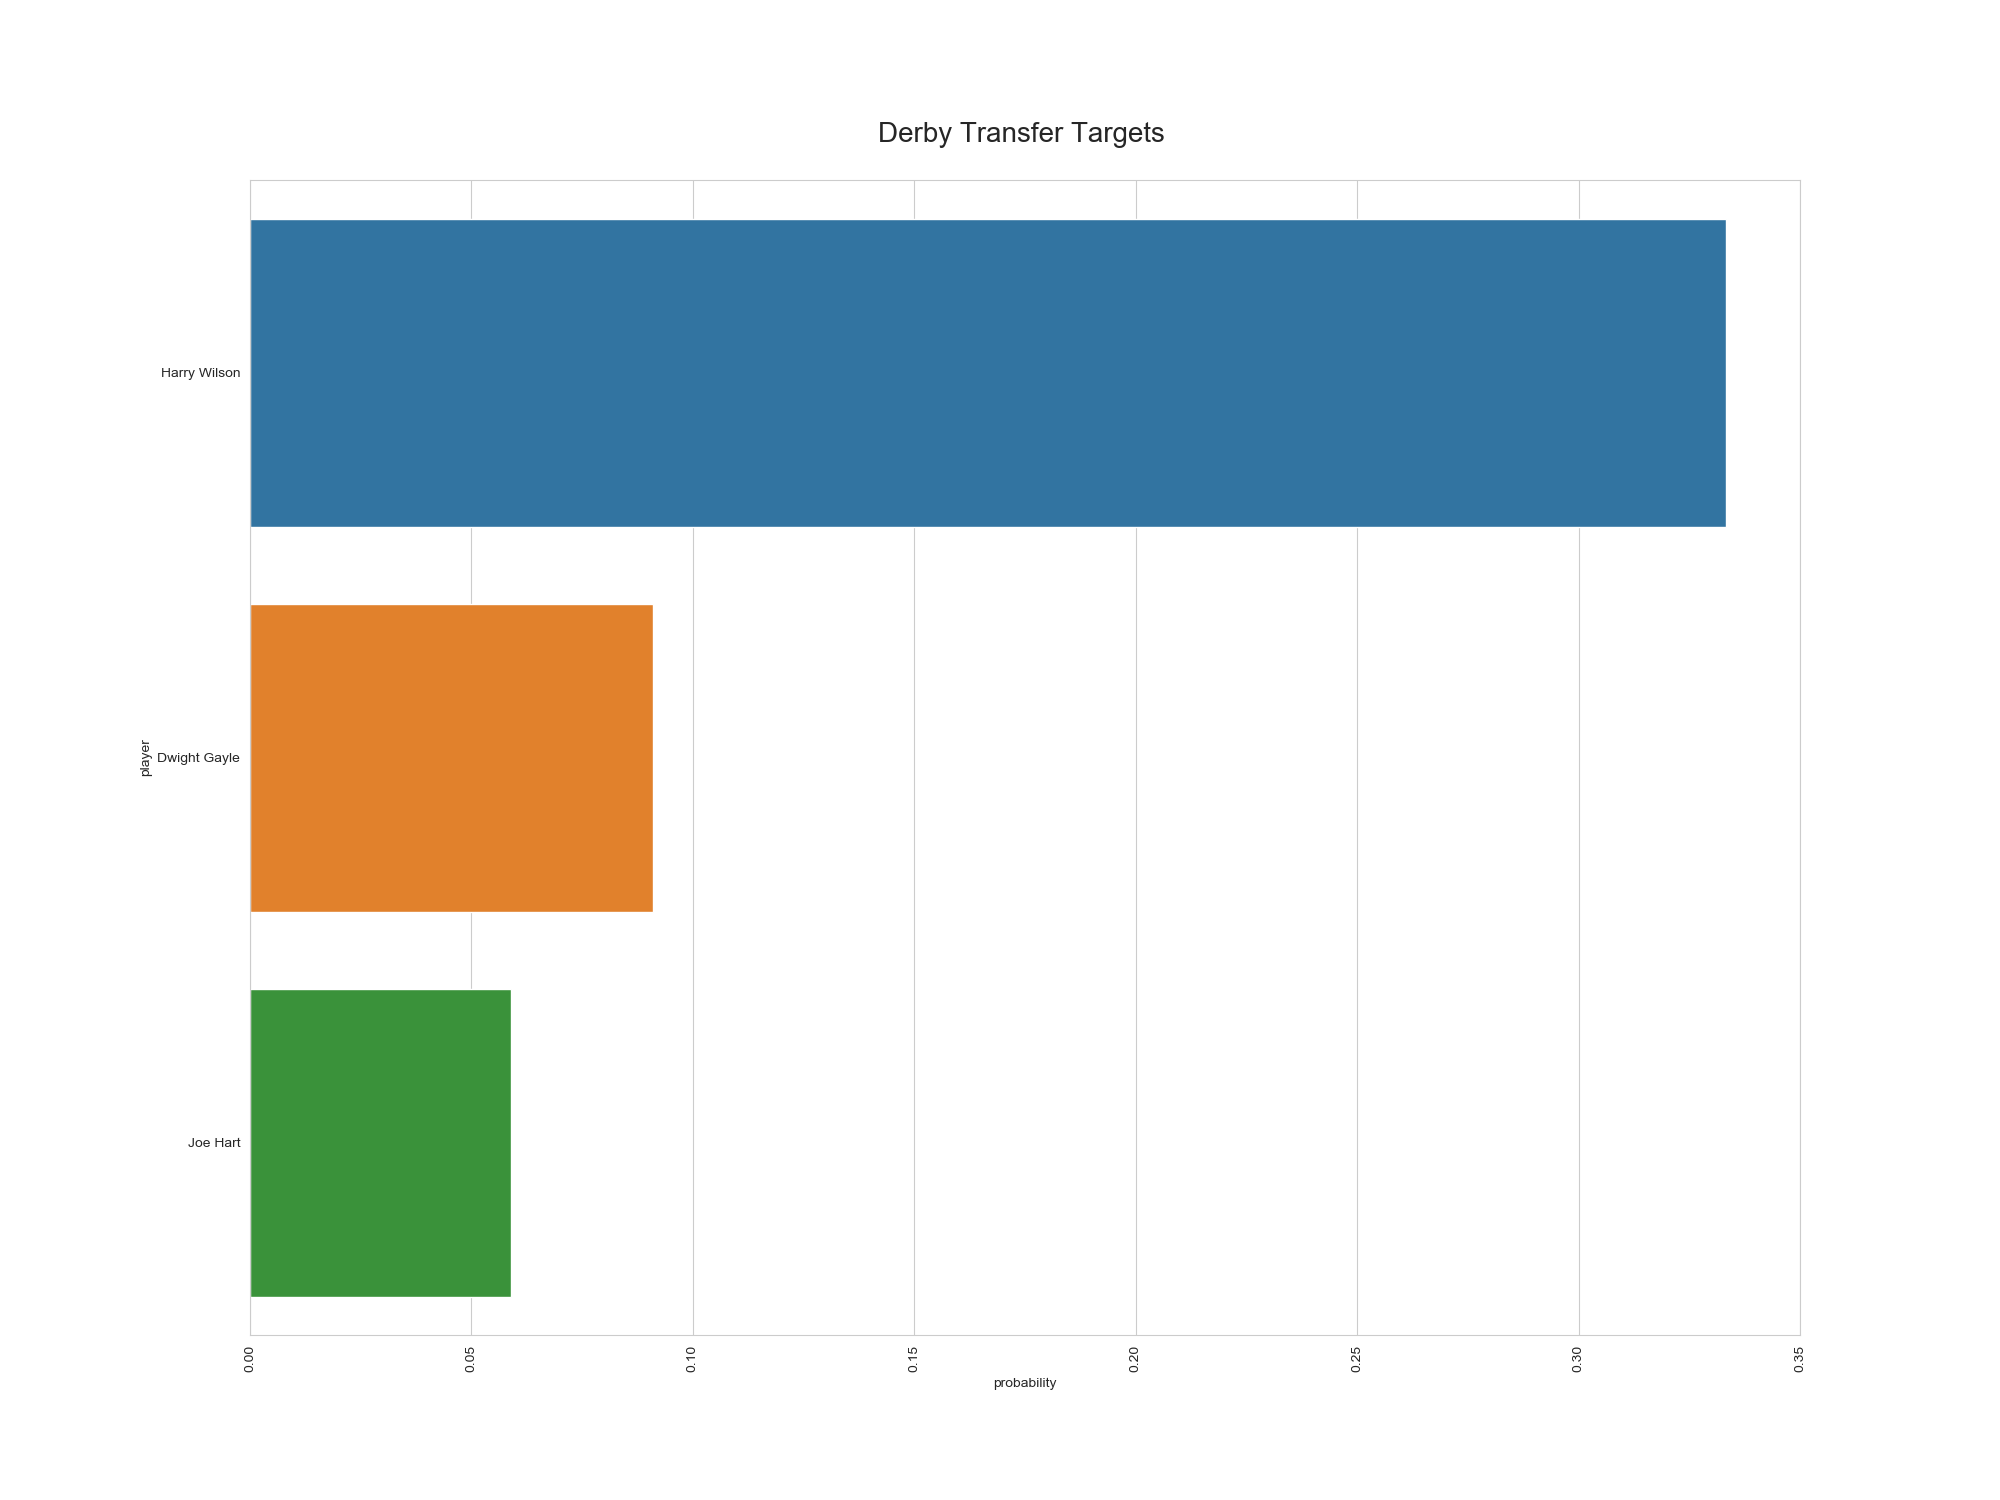 Derby Transfer Targets
Harry Wilson
Dwight Gayle
Joe Hart
player
0.00
0.05
0.10
0.15
0.20
0.25
0.30
0.35
probability